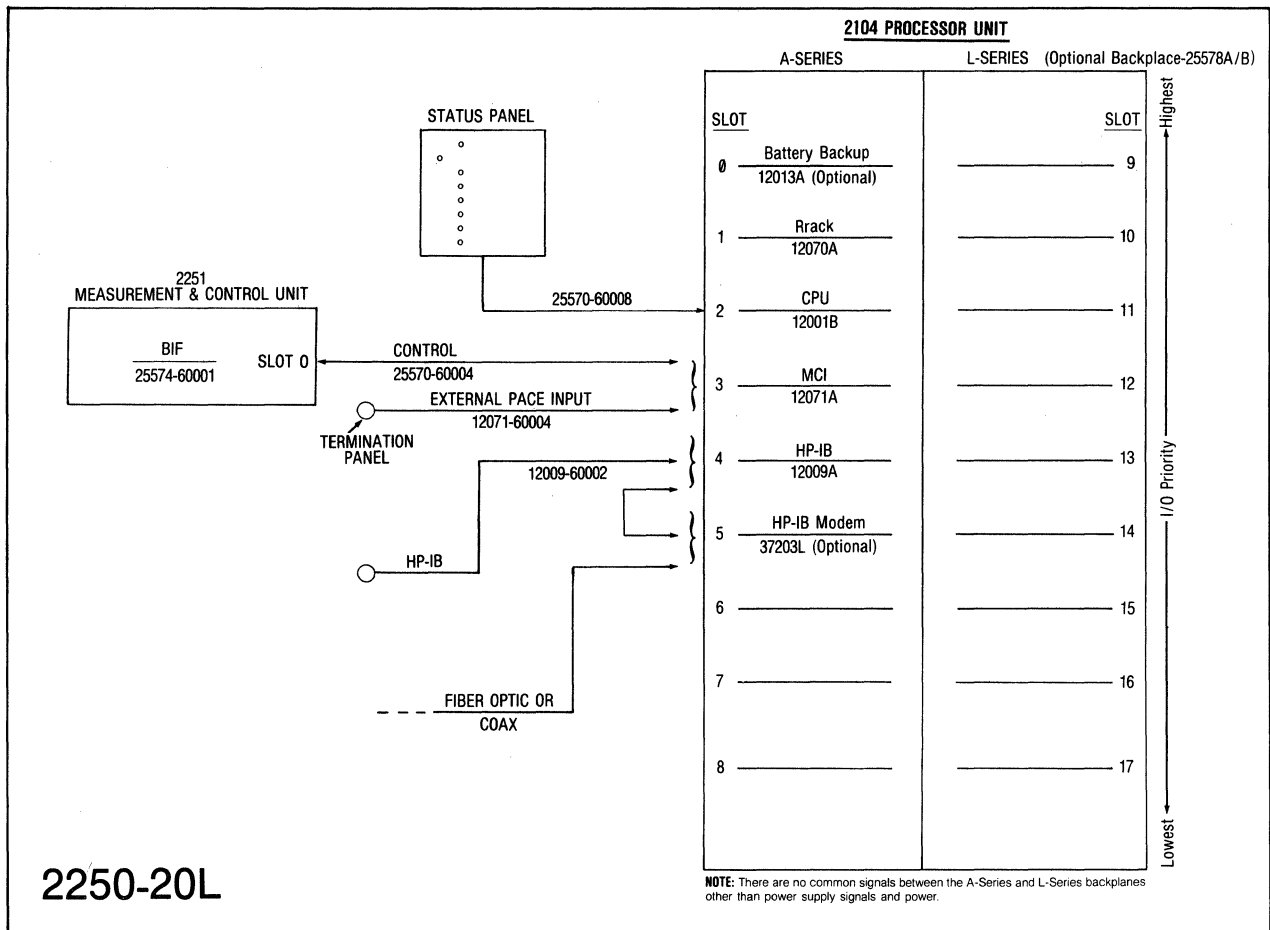 2104 PROCESSOR UNIT
A-SERIES
L-SERIES (Optional Backplace-25578A/B)
STATUS PANEL
SLOT
SLOT
Highest
0 Battery Backup 9
12013A (Optional)
1 Rrack 10
12070A
2251
MEASUREMENT & CONTROL UNIT
25570-60008
2 CPU 11
12001B
BIF
25574-60001
SLOT 0
CONTROL
25570-60004
3 MCI 12
12071A
EXTERNAL PACE INPUT
12071-60004
TERMINATION
PANEL
12009-60002
4 HP-IB 13
12009A
I/O Priority
5 HP-IB Modem 14
37203L (Optional)
HP-IB
6 15
7 16
FIBER OPTIC OR
COAX
8 17
Lowest
2250-20L
NOTE: There are no common signals between the A-Series and L-Series backplanes
other than power supply signals and power.